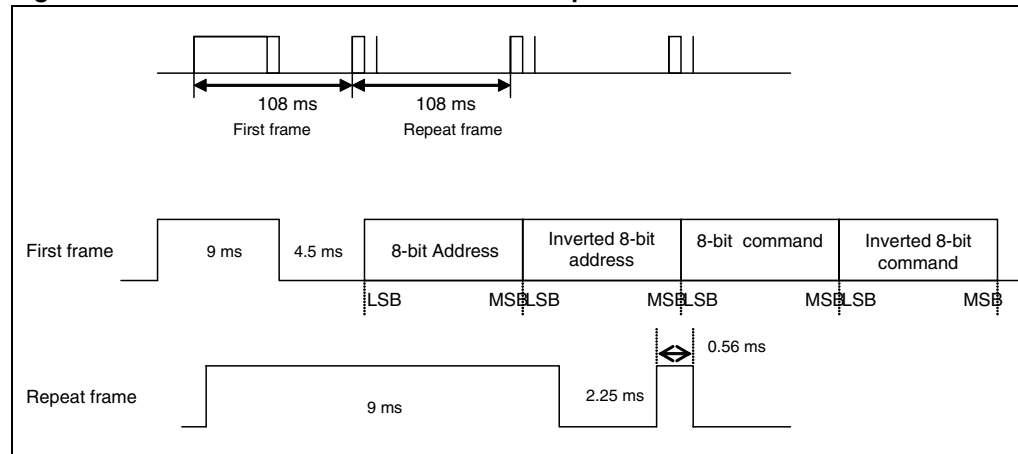 108 ms
108 ms
First frame
Repeat frame
First frame
9 ms
4.5 ms
8-bit Address
Inverted 8-bit
address
8-bit command
Inverted 8-bit
command
LSB
MSB
LSB
MSB
LSB
MSB
LSB
MSB
0.56 ms
Repeat frame
9 ms
2.25 ms